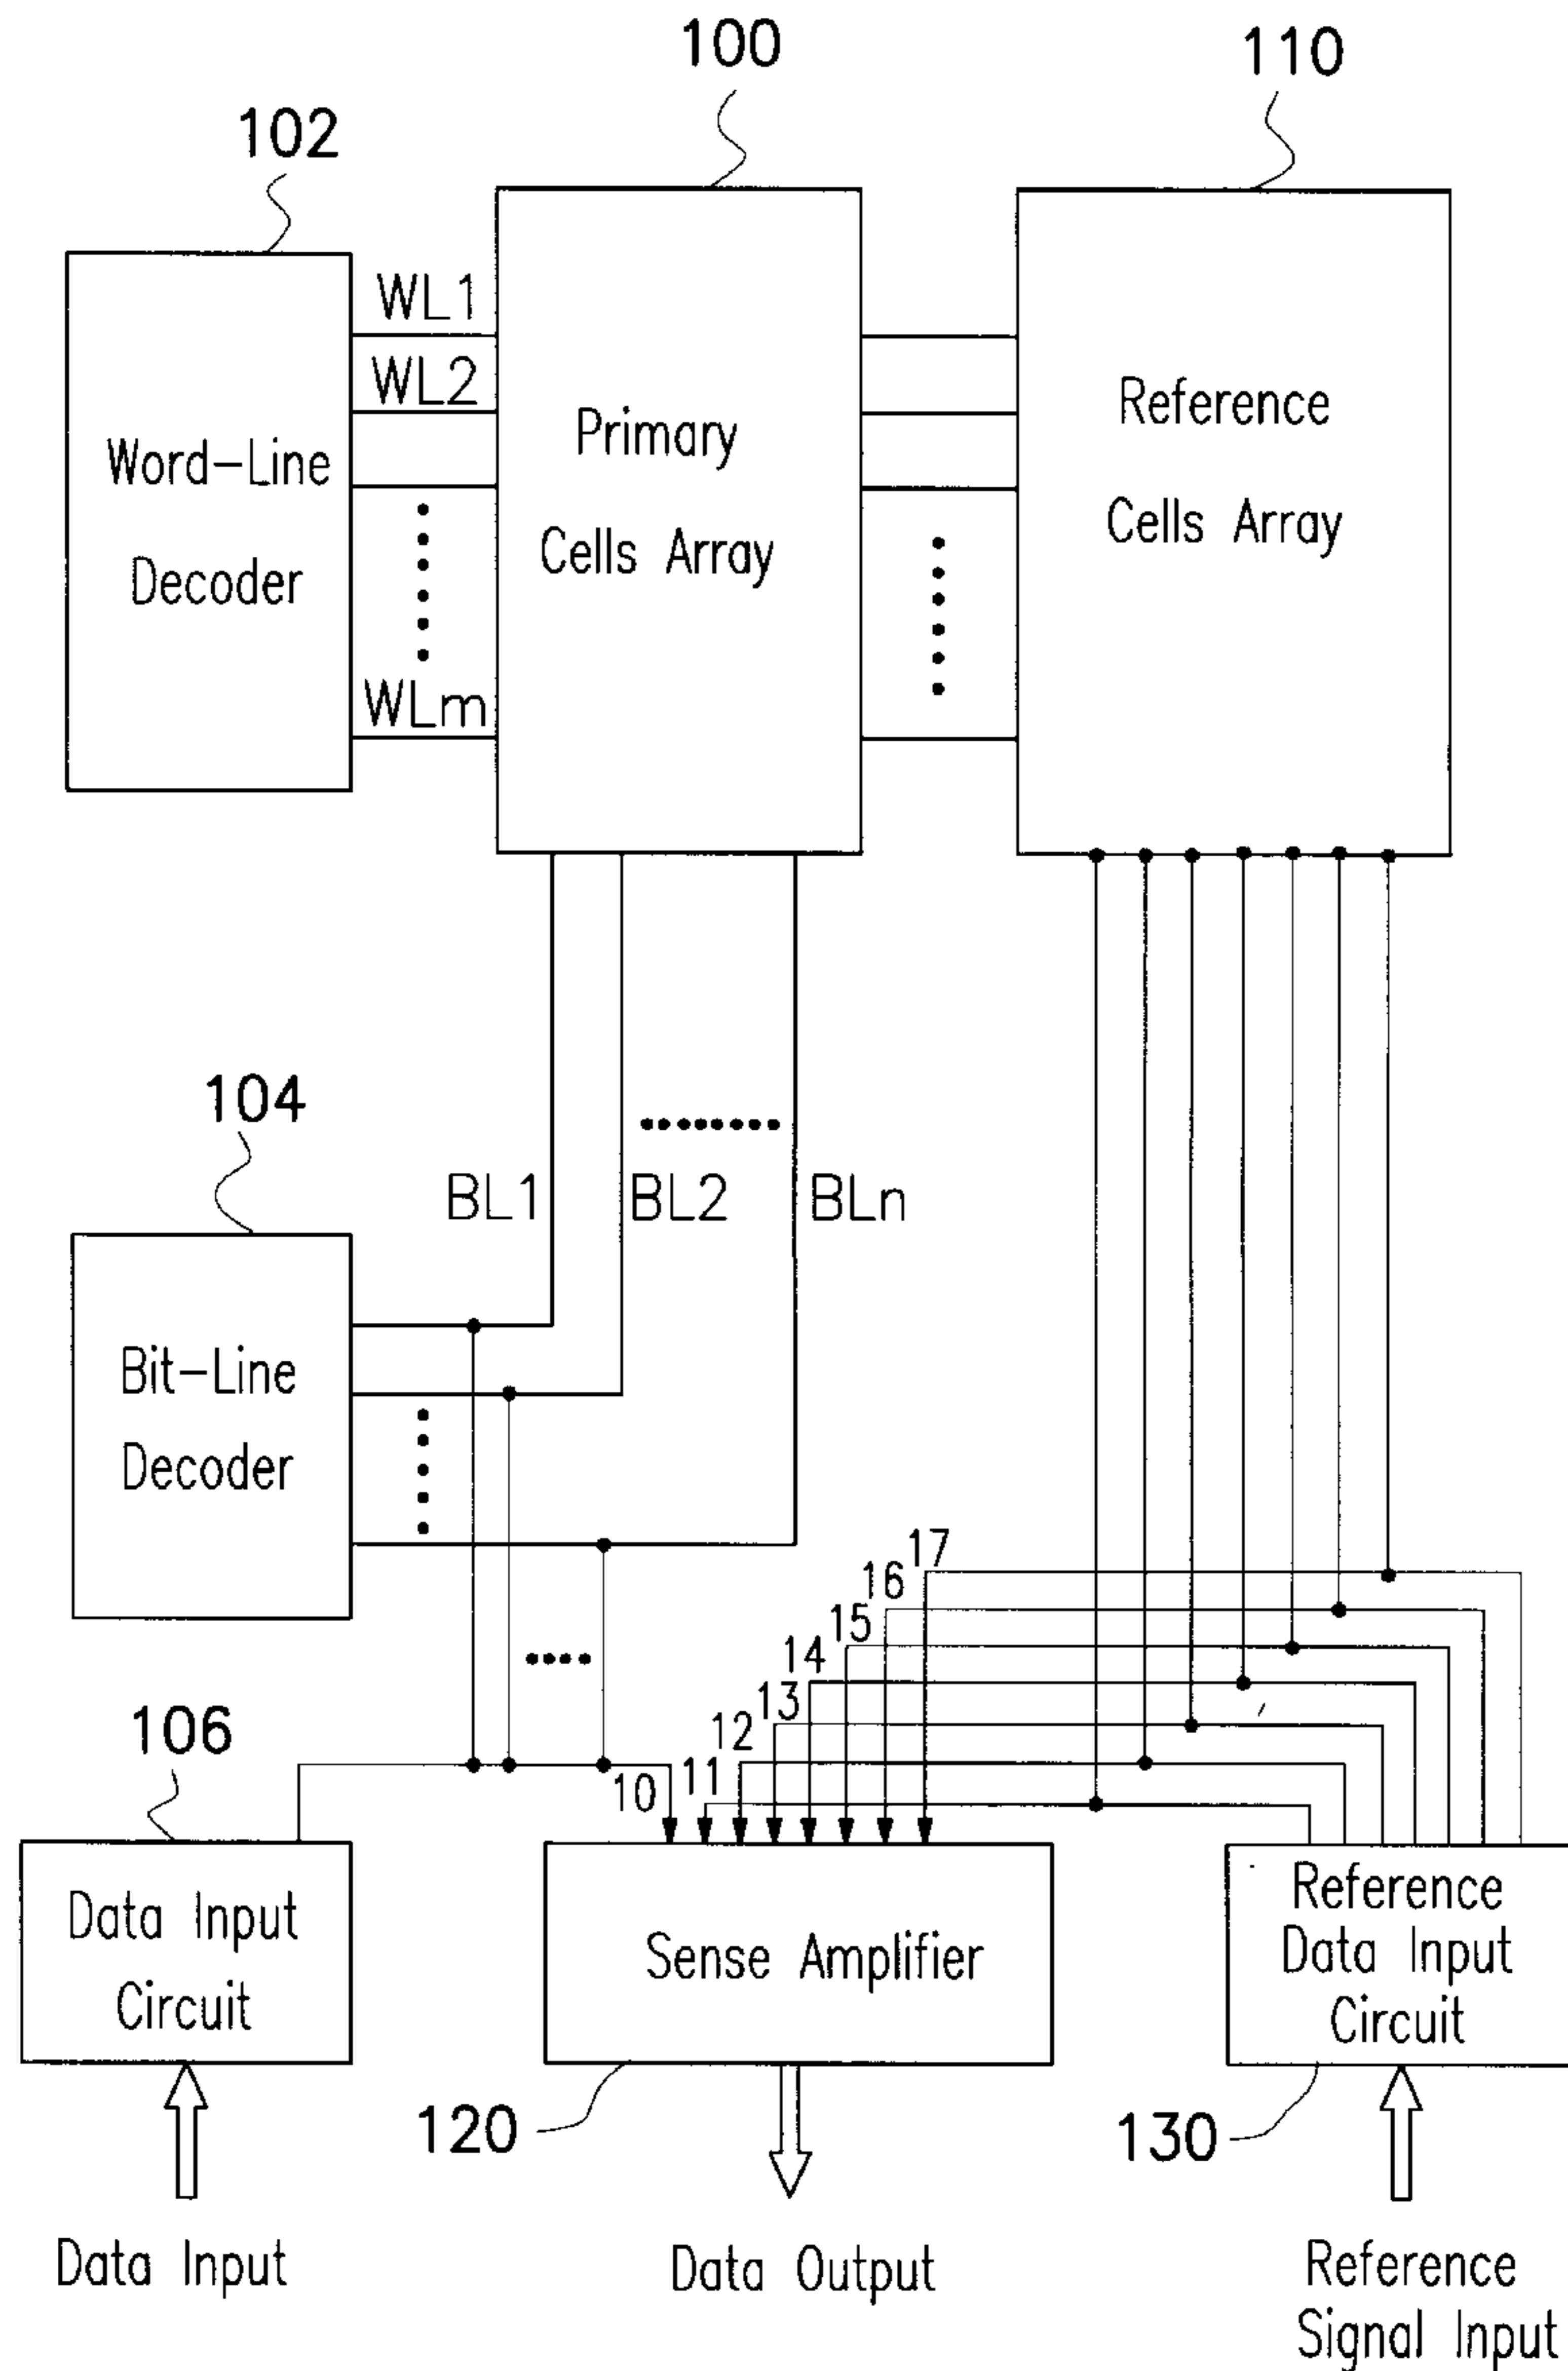 100
110
102
WL1
WL2
WLm
Word-Line
Decoder
Primary
Cells Array
Reference
Cells Array
104
BL1
BL2
BLn
Bit-Line
Decoder
17
16
15
14
13
12
11
10
106
Data Input
Circuit
Sense Amplifier
Reference
Data Input
Circuit
120
130
Data Input
Data Output
Reference
Signal Input